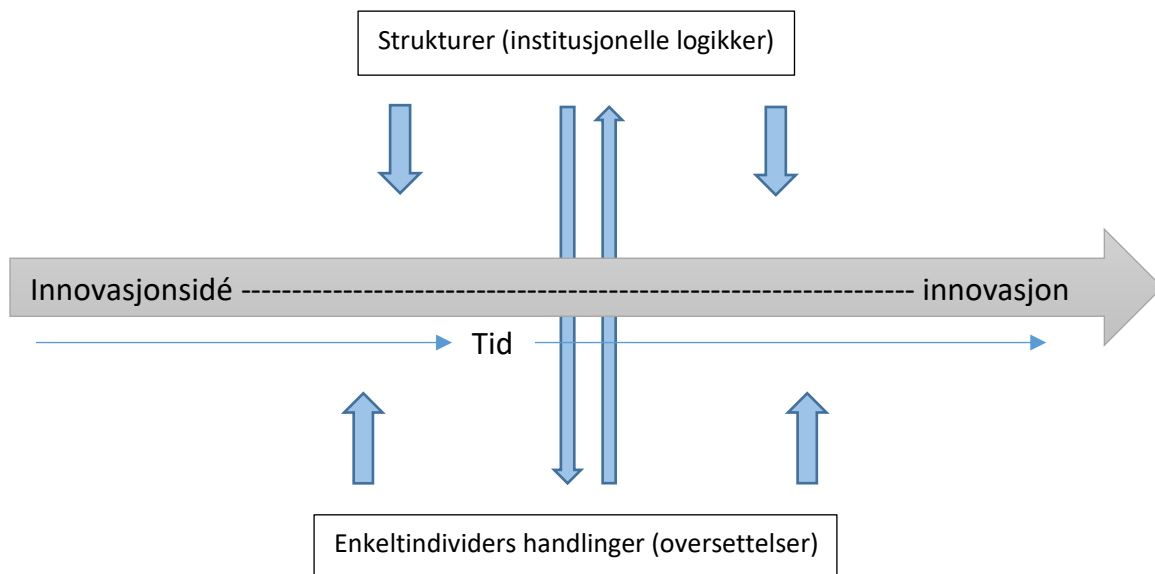 Strukturer (institusjonelle logikker)
Innovasjonsidé ------------------------------------------------------------------ innovasjon
Tid
Enkeltindividers handlinger (oversettelser)